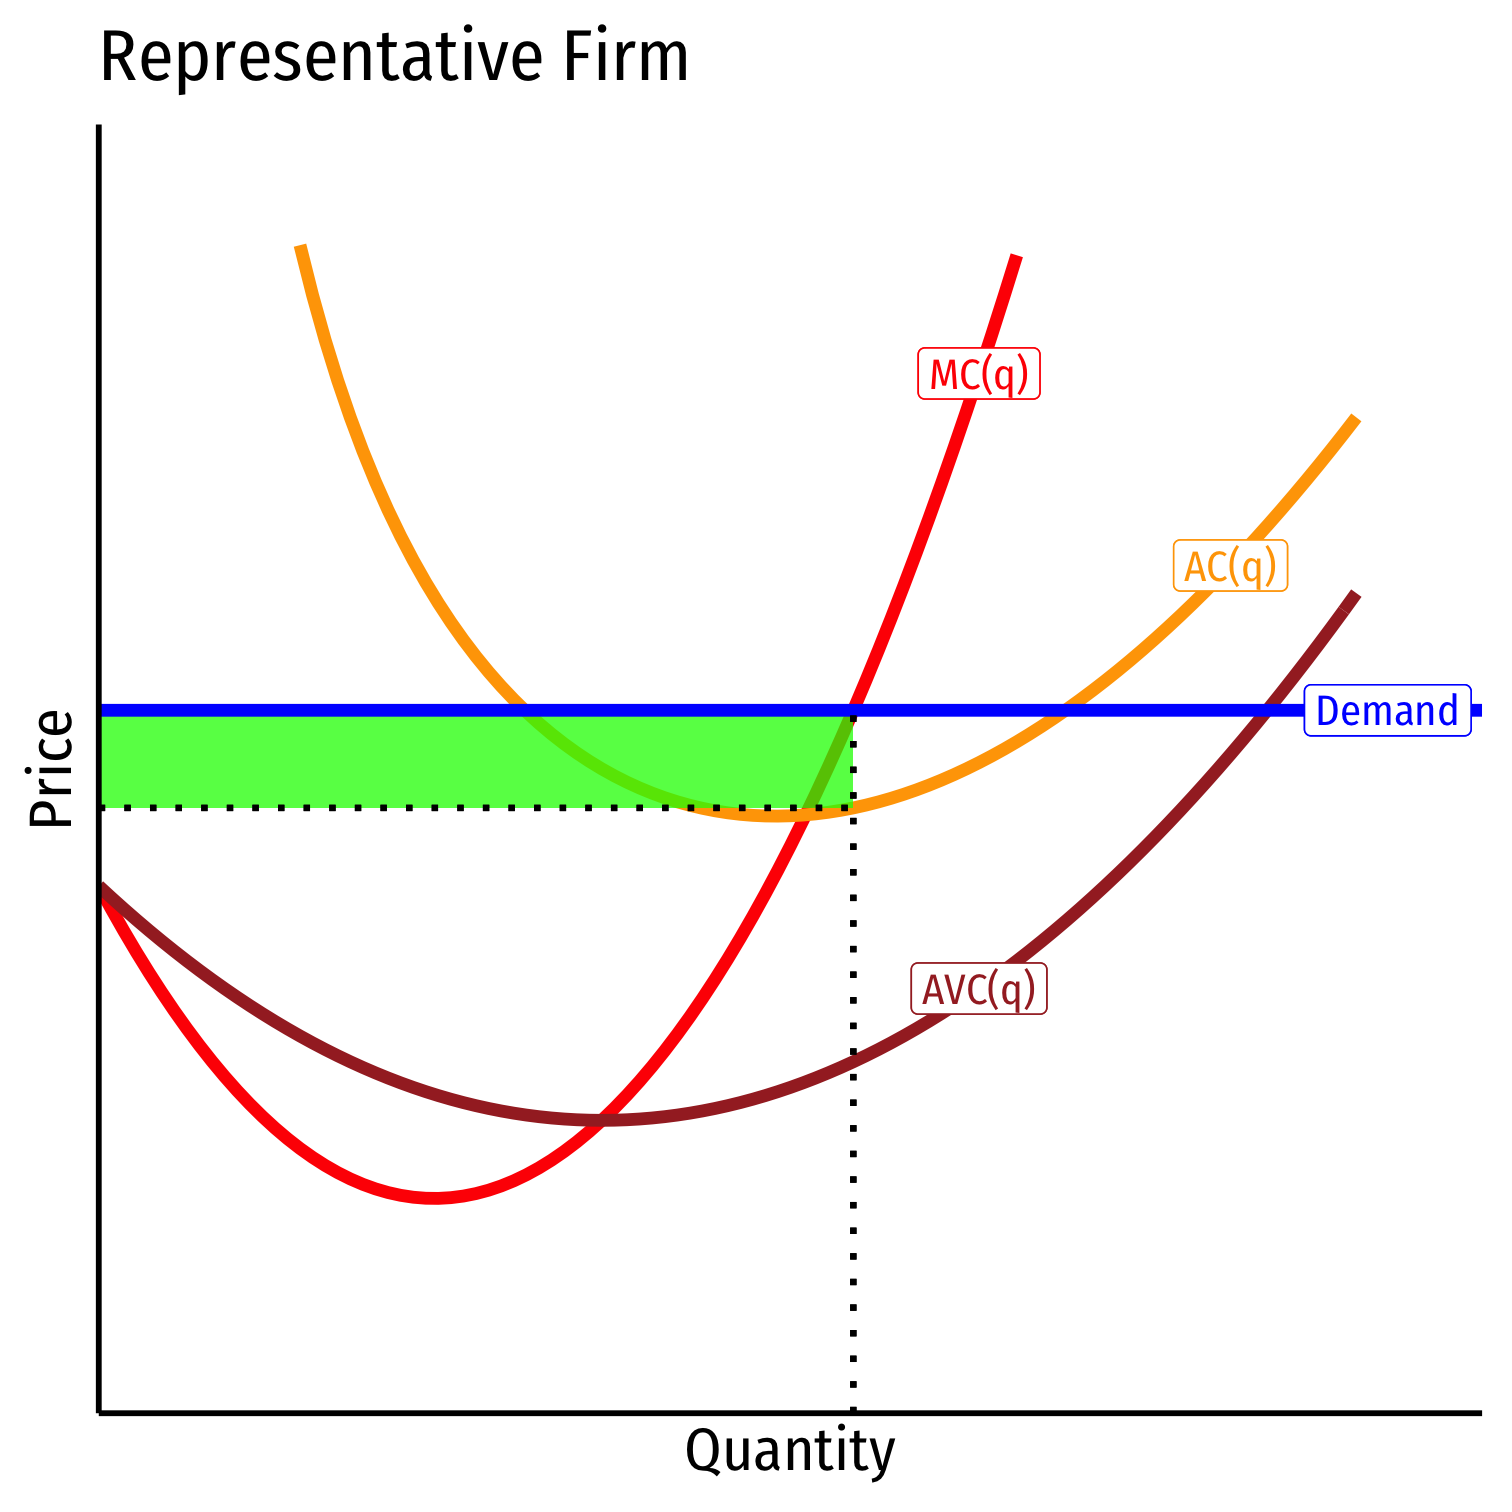 Representative Firm
MC(q)
AC(q)
Demand
Price
AVC(q)
Quantity